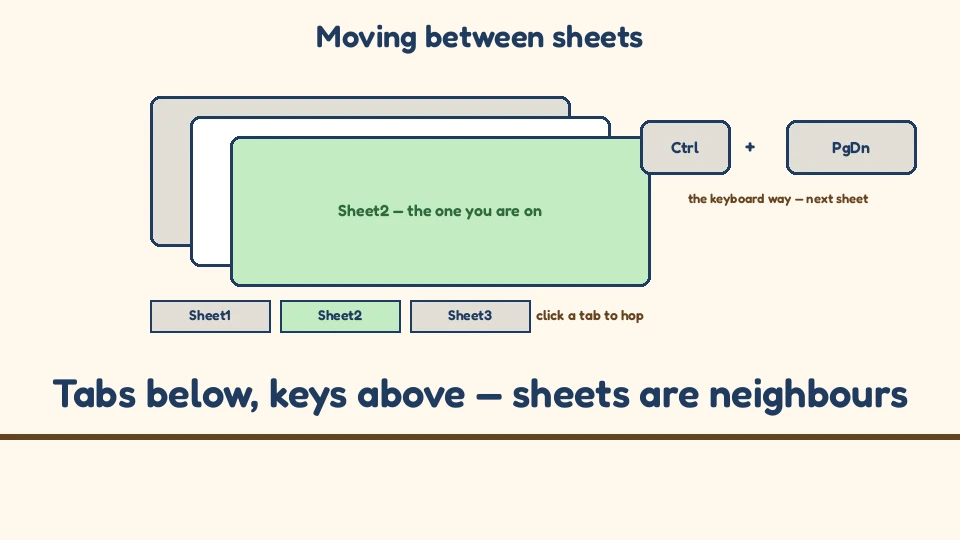 Moving between sheets
Ctrl + PgDn
the keyboard way — next sheet
Sheet2 — the one you are on
Sheet1 Sheet2 Sheet3 click a tab to hop
Tabs below, keys above — sheets are neighbours